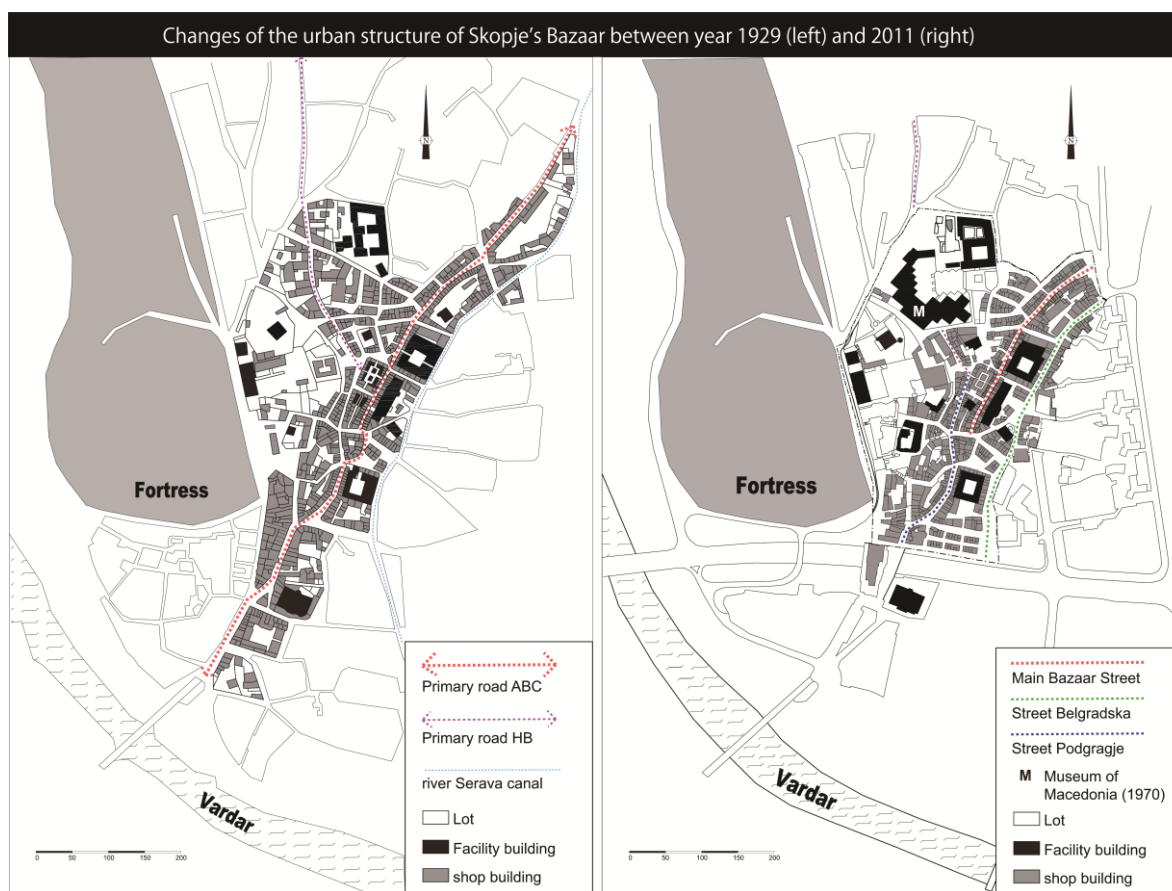 Changes of the urban structure of Skopje's Bazaar between year 1929 (left) and 2011 (right)
N
Fortress
Vardar
Primary road ABC
Primary road HB
river Serava canal
Lot
Facility building
shop building
0 50 100 150 200
N
M
Fortress
Vardar
Main Bazaar Street
Street Belgradska
Street Podgragje
M Museum of
Macedonia (1970)
Lot
Facility building
shop building
0 50 100 150 200